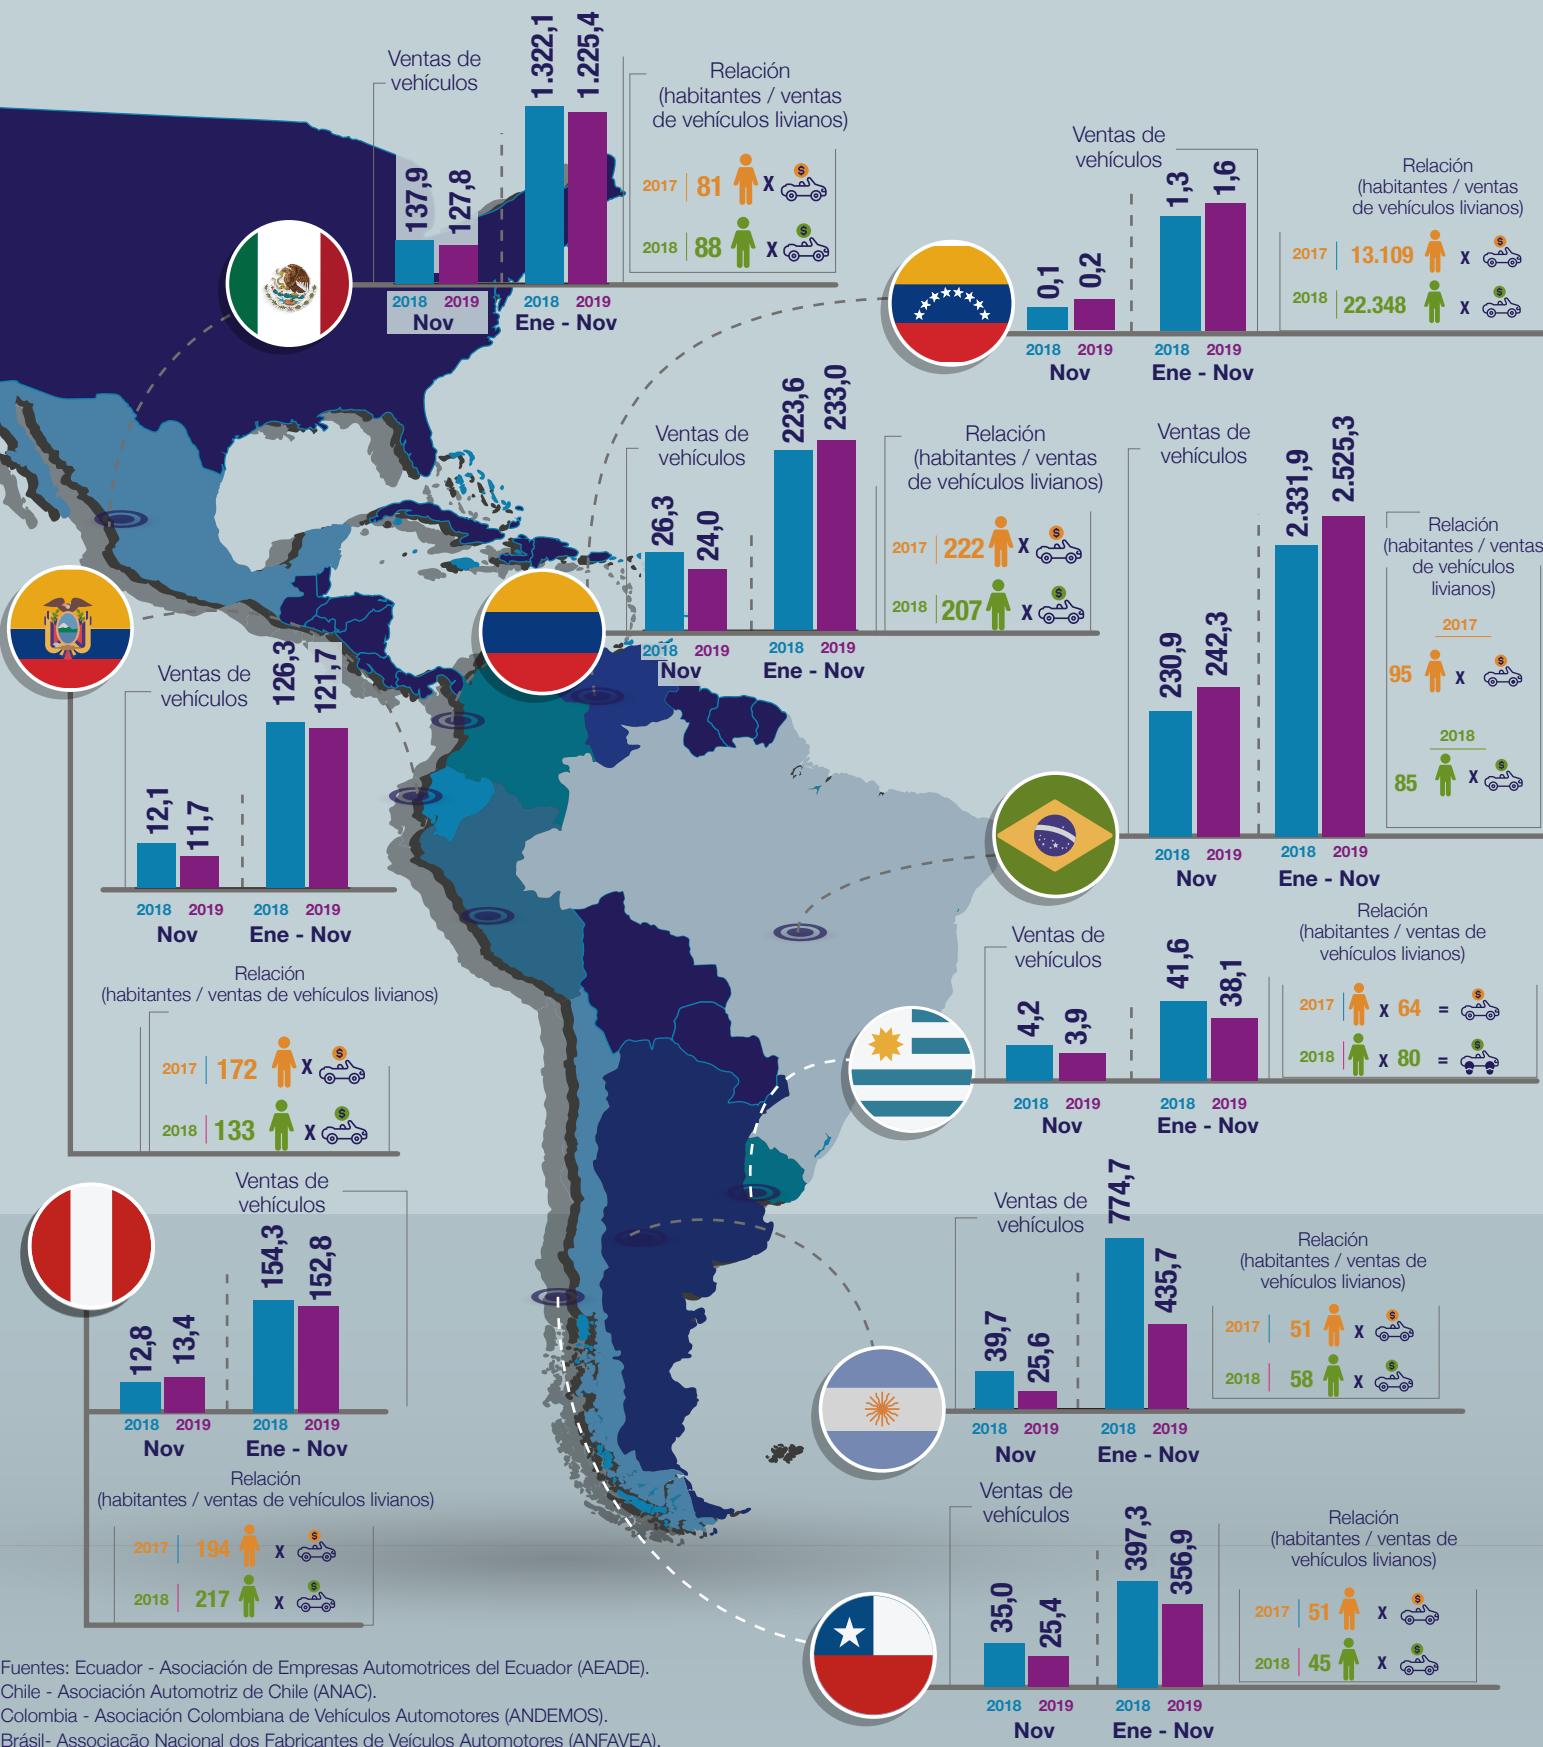 Ventas de
vehículos
137,9
127,8
1.322,1
1.225,4
2018
2019
2018
2019
Nov
Ene - Nov
Relación
(habitantes / ventas
de vehículos livianos)
2017 81 x $
2018 88 x $
Ventas de
vehículos
0,1
0,2
1,3
1,6
2018
2019
2018
2019
Nov
Ene - Nov
Relación
(habitantes / ventas
de vehículos livianos)
2017 13.109 x $
2018 22.348 x $
Ventas de
vehículos
26,3
24,0
223,6
233,0
2018
2019
2018
2019
Nov
Ene - Nov
Relación
(habitantes / ventas
de vehículos livianos)
2017 222 x $
2018 207 x $
Ventas de
vehículos
230,9
242,3
2.331,9
2.525,3
2018
2019
2018
2019
Nov
Ene - Nov
Relación
(habitantes / ventas
de vehículos
livianos)
2017
95 x $
2018
85 x $
Ventas de
vehículos
12,1
11,7
126,3
121,7
2018
2019
2018
2019
Nov
Ene - Nov
Relación
(habitantes / ventas de vehículos livianos)
2017 172 x $
2018 133 x $
Ventas de
vehículos
4,2
3,9
41,6
38,1
2018
2019
2018
2019
Nov
Ene - Nov
Relación
(habitantes / ventas de
vehículos livianos)
2017 x 64 = $
2018 x 80 = $
Ventas de
vehículos
12,8
13,4
154,3
152,8
2018
2019
2018
2019
Nov
Ene - Nov
Relación
(habitantes / ventas de vehículos livianos)
2017 194 x $
2018 217 x $
Ventas de
vehículos
39,7
25,6
774,7
435,7
2018
2019
2018
2019
Nov
Ene - Nov
Relación
(habitantes / ventas de
vehículos livianos)
2017 51 x $
2018 58 x $
Ventas de
vehículos
35,0
25,4
397,3
356,9
2018
2019
2018
2019
Nov
Ene - Nov
Relación
(habitantes / ventas de
vehículos livianos)
2017 51 x $
2018 45 x $
Fuentes: Ecuador - Asociación de Empresas Automotrices del Ecuador (AEADE).
Chile - Asociación Automotriz de Chile (ANAC).
Colombia - Asociación Colombiana de Vehículos Automotores (ANDEMOS).
Brásil- Associação Nacional dos Fabricantes de Veículos Automotores (ANFAVEA).